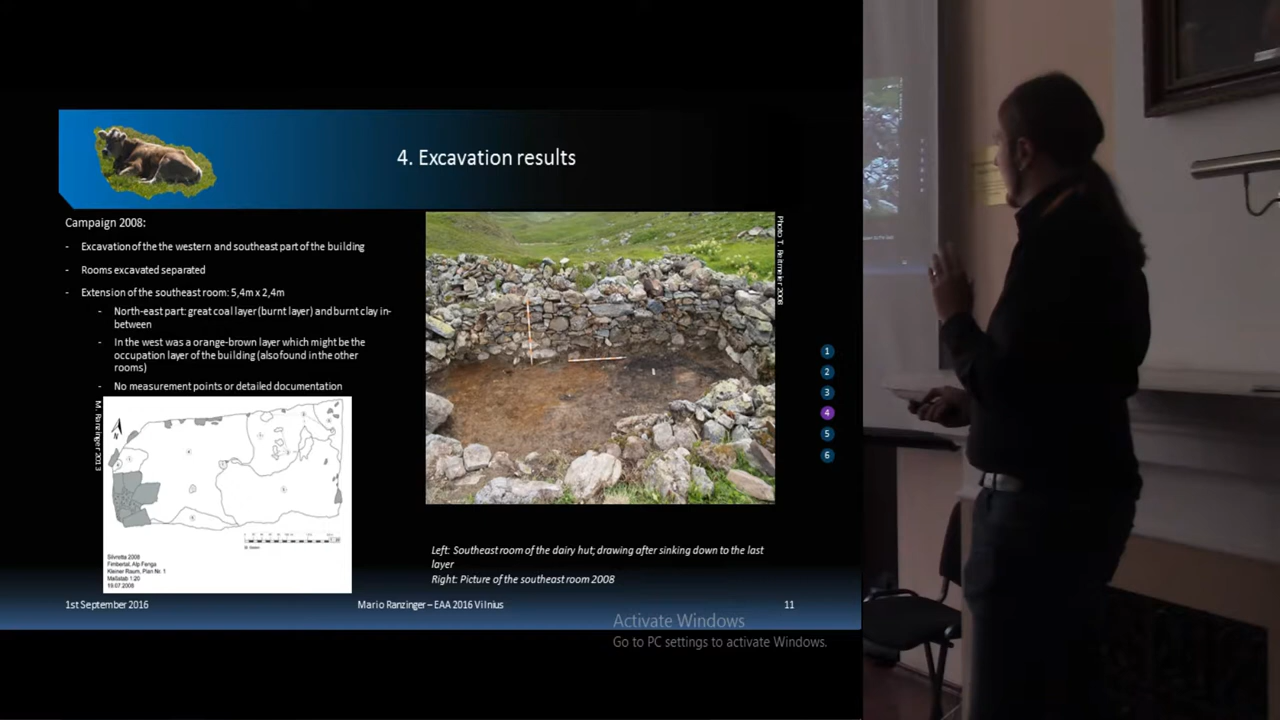 4. Excavation results
Campaign 2008:
- Excavation of the the western and southeast part of the building
- Rooms excavated separated
- Extension of the southeast room: 5,4m x 2,4m
- North-east part: great coal layer (burnt layer) and burnt clay in-
between
- In the west was a orange-brown layer which might be the
occupation layer of the building (also found in the other
rooms)
- No measurement points or detailed documentation
M. Ranzinger 2013
N
Silvretta 2008
Fimbertal, Alp Fenga
Kleiner Raum, Plan Nr. 1
Maßstab 1:20
19.07.2008
Photo T. Reitmeier 2008
1
2
3
4
5
6
Left: Southeast room of the dairy hut; drawing after sinking down to the last
layer
Right: Picture of the southeast room 2008
1st September 2016
Mario Ranzinger – EAA 2016 Vilnius
11
Activate Windows
Go to PC settings to activate Windows.